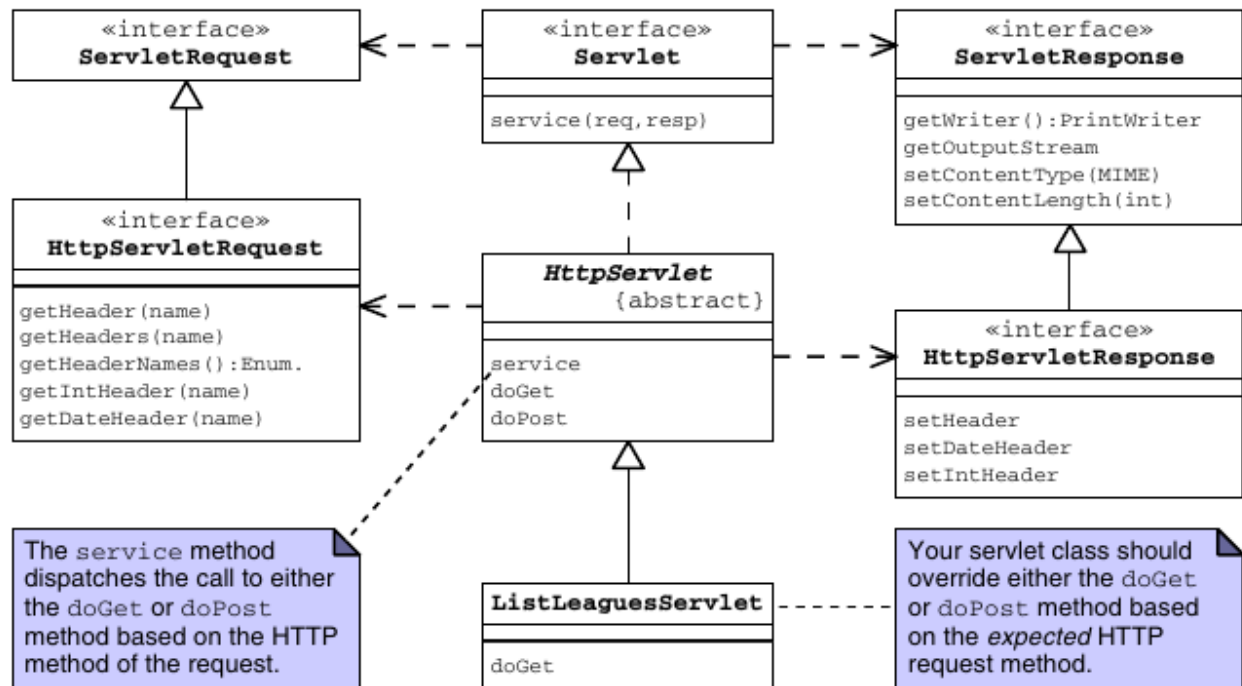 «interface»
ServletRequest
«interface»
Servlet
service(req,resp)
«interface»
ServletResponse
getWriter():PrintWriter
getOutputStream
setContentType(MIME)
setContentLength(int)
«interface»
HttpServletRequest
getHeader(name)
getHeaders(name)
getHeaderNames():Enum.
getIntHeader(name)
getDateHeader(name)
HttpServlet
{abstract}
service
doGet
doPost
«interface»
HttpServletResponse
setHeader
setDateHeader
setIntHeader
The service method
dispatches the call to either
the doGet or doPost
method based on the HTTP
method of the request.
ListLeaguesServlet
doGet
Your servlet class should
override either the doGet
or doPost method based
on the expected HTTP
request method.